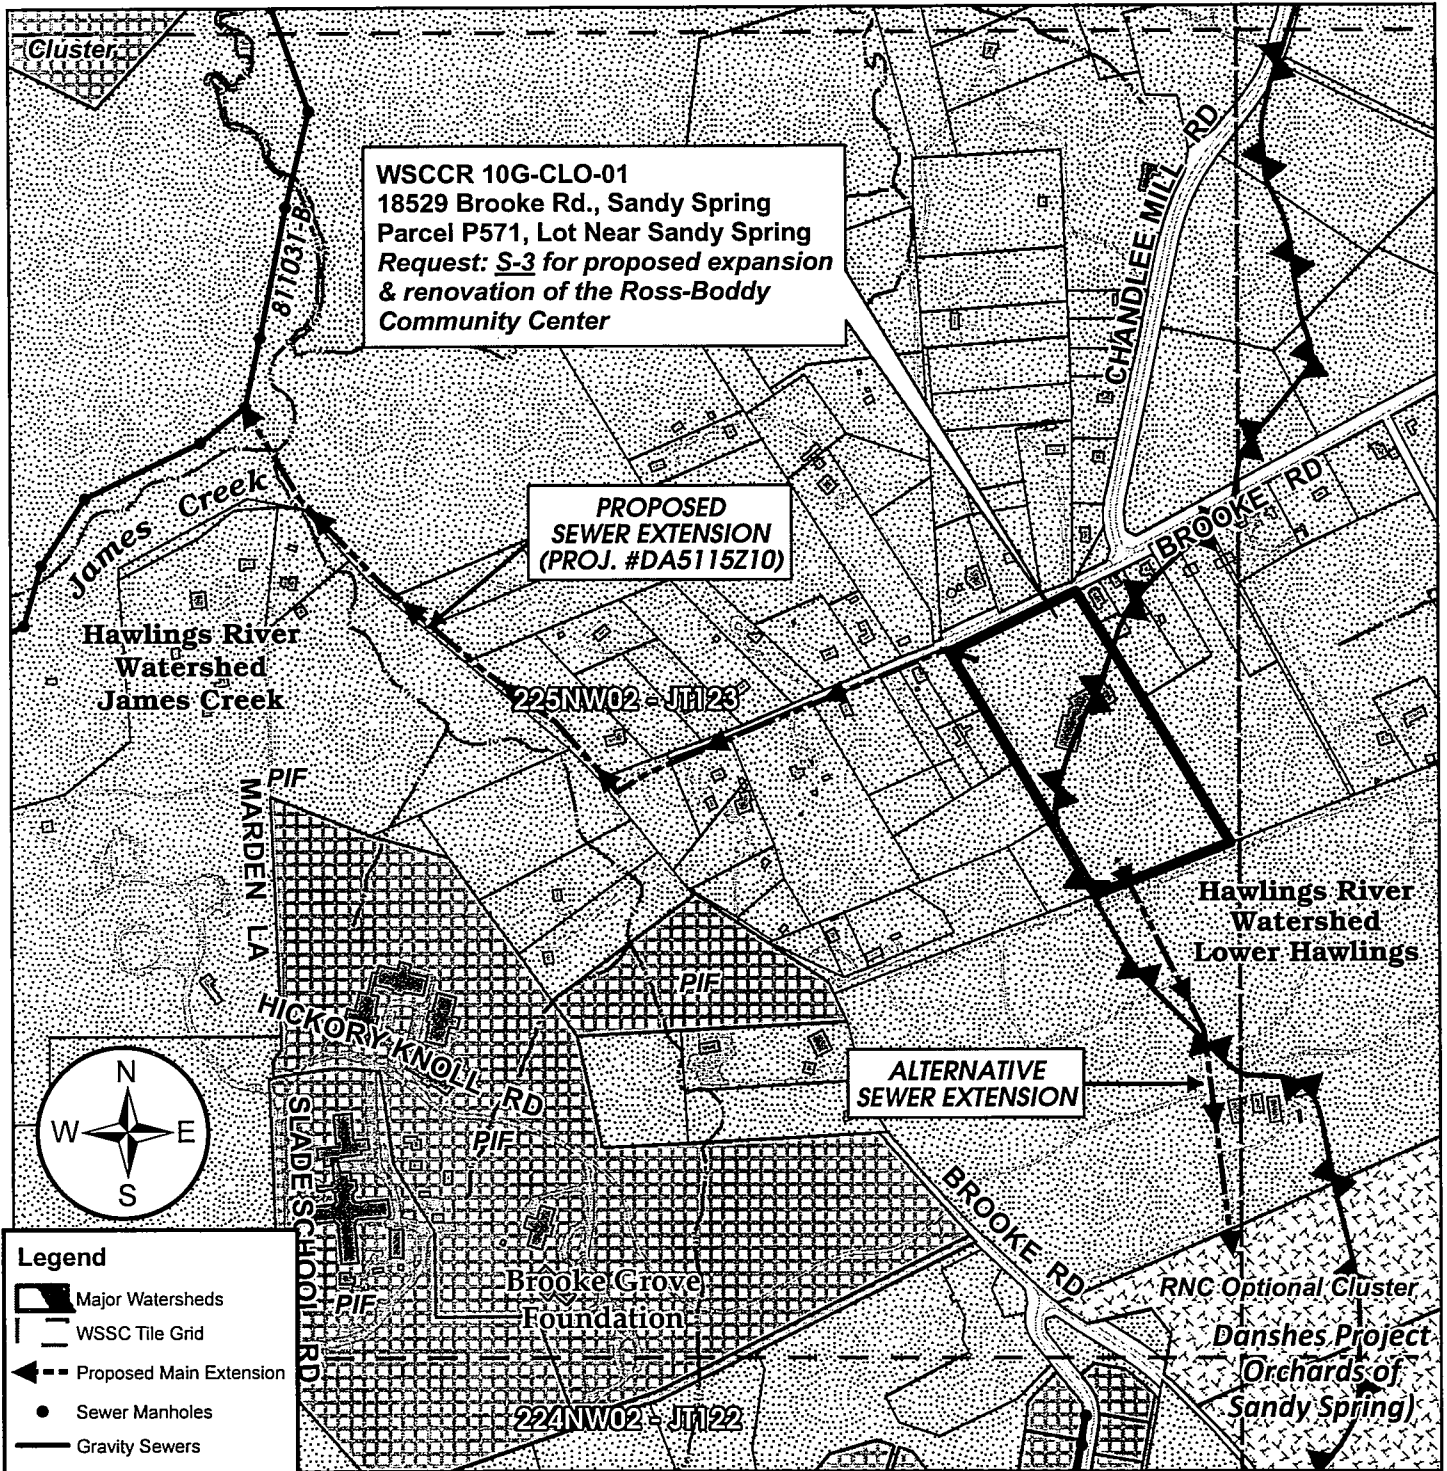 Cluster
WSCCR 10G-CLO-01
18529 Brooke Rd., Sandy Spring
Parcel P571, Lot Near Sandy Spring
Request: S-3 for proposed expansion
& renovation of the Ross-Boddy
Community Center
811031-B
CHANDLEE MILL RD
PROPOSED
SEWER EXTENSION
(PROJ. #DA5115Z10)
BROOKE RD
James Creek
Hawlings River
Watershed
James Creek
225NW02 - JT123
PIF
MARDEN LA
Hawlings River
Watershed
Lower Hawlings
PIF
HICKORY KNOLL RD
ALTERNATIVE
SEWER EXTENSION
N
W E
S
SLADE SCHOOL RD
PIF
BROOKE RD
PIF
Brooke Grove
Foundation
RNC Optional Cluster
Danshes Project
Orchards of
Sandy Spring)
224NW02 - JT122
Legend
Major Watersheds
WSSC Tile Grid
Proposed Main Extension
Sewer Manholes
Gravity Sewers